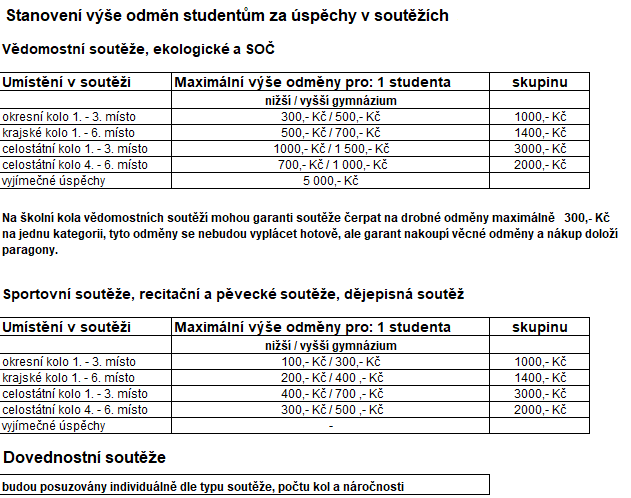 Stanovení výše odměn studentům za úspěchy v soutěžích
Vědomostní soutěže, ekologické a SOČ
Umístění v soutěži Maximální výše odměny pro: 1 studenta skupinu
nižší / vyšší gymnázium
okresní kolo 1. - 3. místo 300,- Kč / 500,- Kč 1000,- Kč
krajské kolo 1. - 6. místo 500,- Kč / 700,- Kč 1400,- Kč
celostátní kolo 1. - 3. místo 1000,- Kč / 1 500,- Kč 3000,- Kč
celostátní kolo 4. - 6. místo 700,- Kč / 1 000,- Kč 2000,- Kč
vyjímečné úspěchy 5 000,- Kč
Na školní kola vědomostních soutěží mohou garanti soutěže čerpat na drobné odměny maximálně 300,- Kč
na jednu kategorii, tyto odměny se nebudou vyplácet hotově, ale garant nakoupí věcné odměny a nákup doloží
paragony.
Sportovní soutěže, recitační a pěvecké soutěže, dějepisná soutěž
Umístění v soutěži Maximální výše odměny pro: 1 studenta skupinu
nižší / vyšší gymnázium
okresní kolo 1. - 3. místo 100,- Kč / 300,- Kč 1000,- Kč
krajské kolo 1. - 6. místo 200,- Kč / 400 ,- Kč 1400,- Kč
celostátní kolo 1. - 3. místo 400,- Kč / 700 ,- Kč 3000,- Kč
celostátní kolo 4. - 6. místo 300,- Kč / 500 ,- Kč 2000,- Kč
vyjímečné úspěchy -
Dovednostní soutěže
budou posuzovány individuálně dle typu soutěže, počtu kol a náročnosti